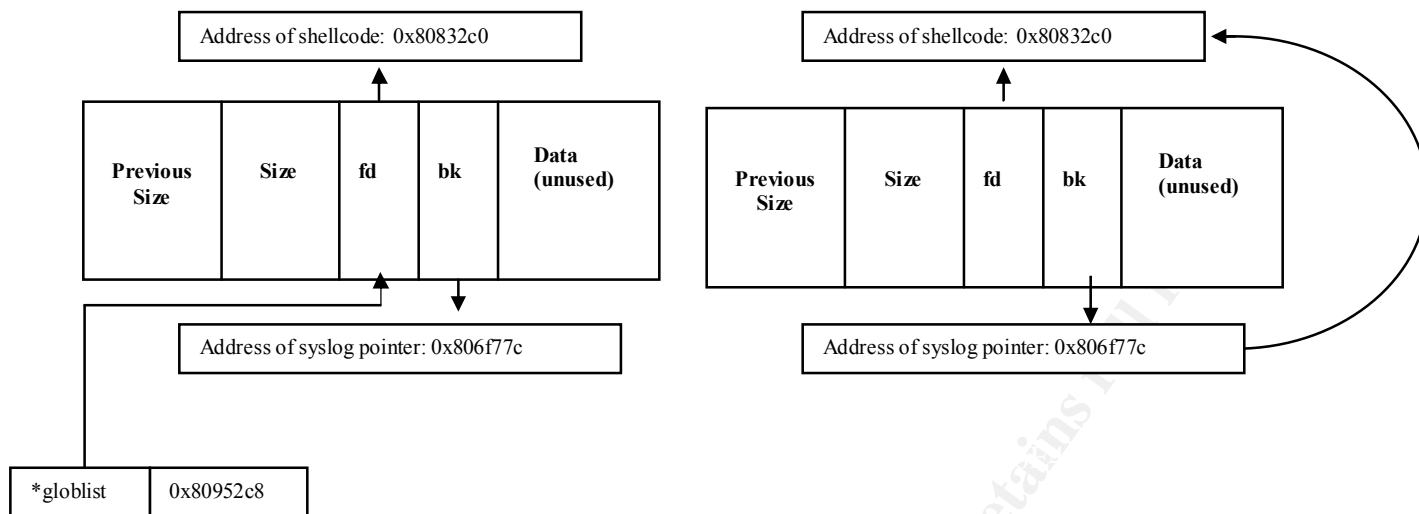 Address of shellcode: 0x80832c0
Previous Size
Size
fd
bk
Data (unused)
Address of syslog pointer: 0x806f77c
*globlist 0x80952c8
Address of shellcode: 0x80832c0
Previous Size
Size
fd
bk
Data (unused)
Address of syslog pointer: 0x806f77c
etains